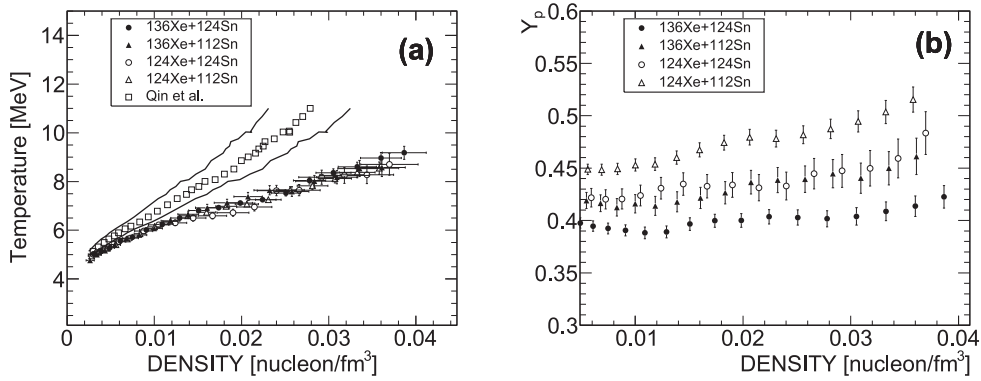 (a)
136Xe+124Sn
136Xe+112Sn
124Xe+124Sn
124Xe+112Sn
Qin et al.
Temperature [MeV]
14
12
10
8
6
4
0
0.01
0.02
0.03
0.04
DENSITY [nucleon/fm³]
(b)
136Xe+124Sn
136Xe+112Sn
124Xe+124Sn
124Xe+112Sn
Yp
0.6
0.55
0.5
0.45
0.4
0.35
0.3
0.01
0.02
0.03
0.04
DENSITY [nucleon/fm³]